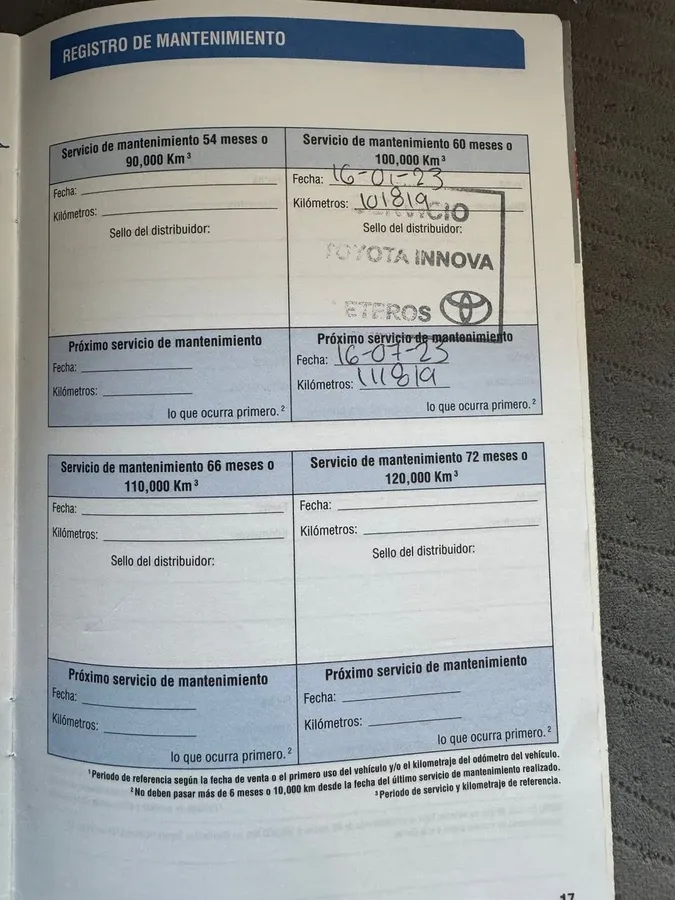 REGISTRO DE MANTENIMIENTO
Servicio de mantenimiento 54 meses o
90,000 Km³
Fecha:
Kilómetros:
Sello del distribuidor:
Próximo servicio de mantenimiento
Fecha:
Kilómetros:
lo que ocurra primero.²
Servicio de mantenimiento 60 meses o
100,000 Km³
Fecha: 16-01-23
Kilómetros: 101819
SERVICIO
Sello del distribuidor:
TOYOTA INNOVA
ETEROS
Próximo servicio de mantenimiento
Fecha: 16-07-23
Kilómetros: 111819
lo que ocurra primero.²
Servicio de mantenimiento 66 meses o
110,000 Km³
Fecha:
Kilómetros:
Sello del distribuidor:
Próximo servicio de mantenimiento
Fecha:
Kilómetros:
lo que ocurra primero.²
Servicio de mantenimiento 72 meses o
120,000 Km³
Fecha:
Kilómetros:
Sello del distribuidor:
Próximo servicio de mantenimiento
Fecha:
Kilómetros:
lo que ocurra primero.²
¹Periodo de referencia según la fecha de venta o el primero uso del vehículo y/o el kilometraje del odómetro del vehículo.
²No deben pasar más de 6 meses o 10,000 km desde la fecha del último servicio de mantenimiento realizado.
³Periodo de servicio y kilometraje de referencia.
17